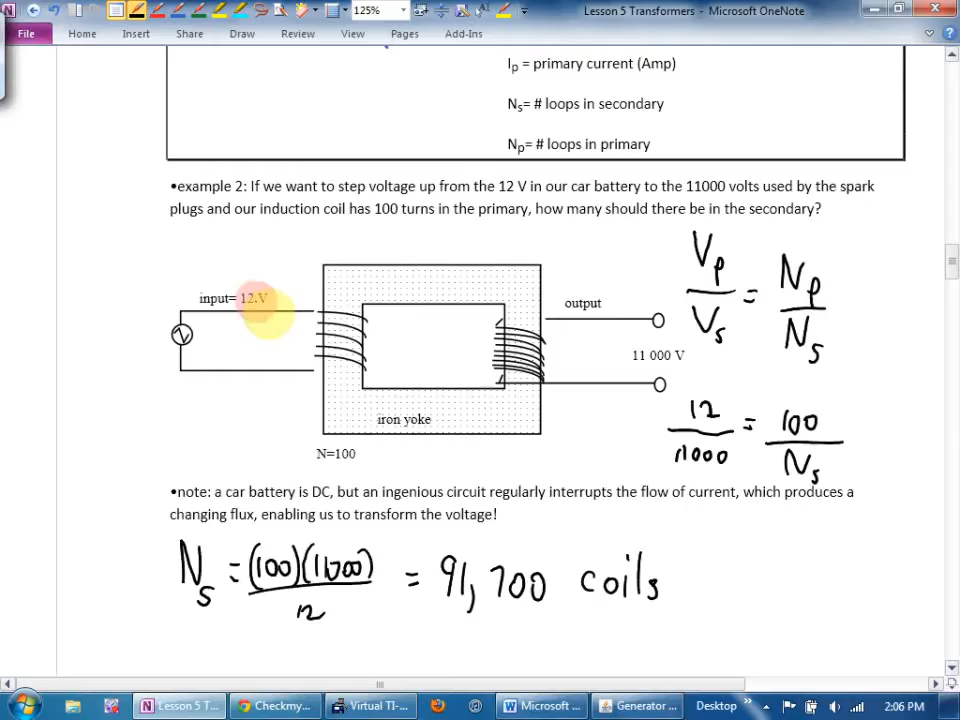 125%
Lesson 5 Transformers - Microsoft OneNote
File Home Insert Share Draw Review View Pages Add-Ins
Ip = primary current (Amp)
Ns= # loops in secondary
Np= # loops in primary
•example 2: If we want to step voltage up from the 12 V in our car battery to the 11000 volts used by the spark
plugs and our induction coil has 100 turns in the primary, how many should there be in the secondary?
Vp/Vs = Np/Ns
input= 12.V
output
11 000 V
12/11000 = 100/Ns
iron yoke
N=100
•note: a car battery is DC, but an ingenious circuit regularly interrupts the flow of current, which produces a
changing flux, enabling us to transform the voltage!
Ns = (100)(11000)/12 = 91,700 coils
Lesson 5 T... Checkmy... Virtual TI-... Microsoft ... Generator ... Desktop 2:06 PM